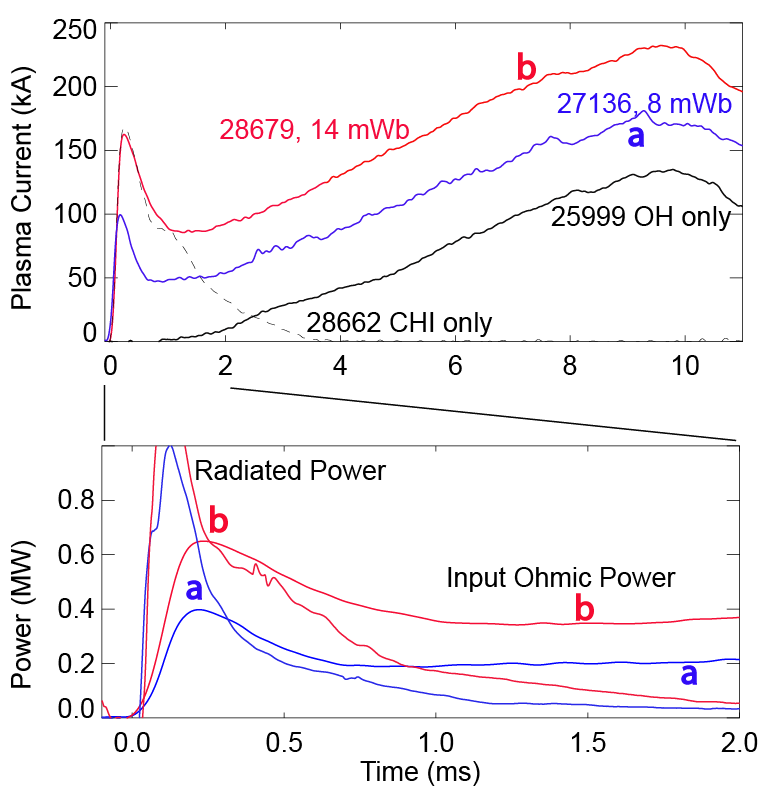 250
200
150
100
50
0
Plasma Current (kA)
b
27136, 8 mWb
a
28679, 14 mWb
25999 OH only
28662 CHI only
0 2 4 6 8 10
Radiated Power
b
a
Input Ohmic Power
b
a
0.8
0.6
0.4
0.2
0.0
Power (MW)
0.0 0.5 1.0 1.5 2.0
Time (ms)